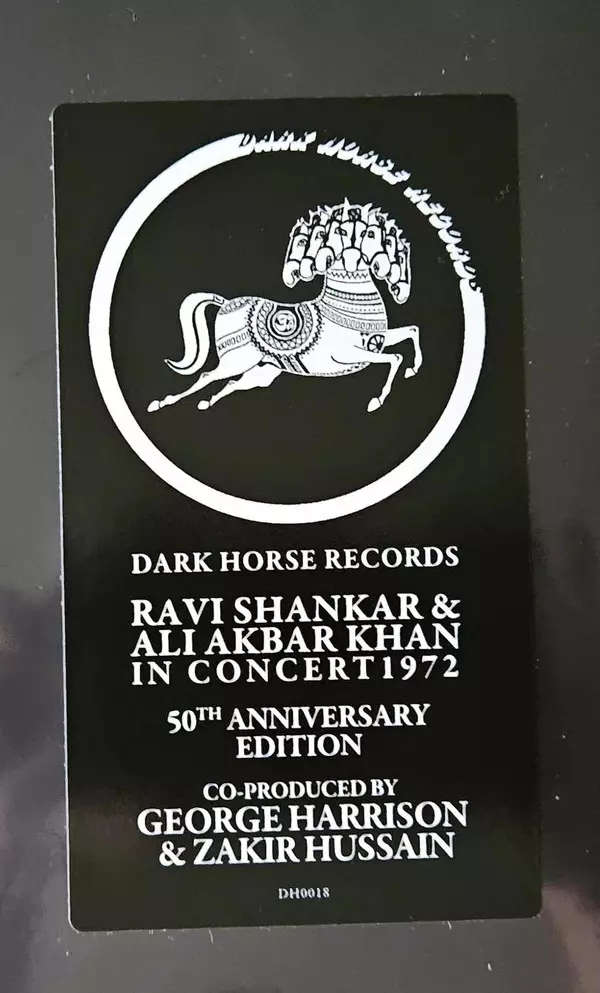 DARK HORSE RECORDS
DARK HORSE RECORDS
RAVI SHANKAR &
ALI AKBAR KHAN
IN CONCERT 1972
50TH ANNIVERSARY
EDITION
CO-PRODUCED BY
GEORGE HARRISON
& ZAKIR HUSSAIN
DH0018